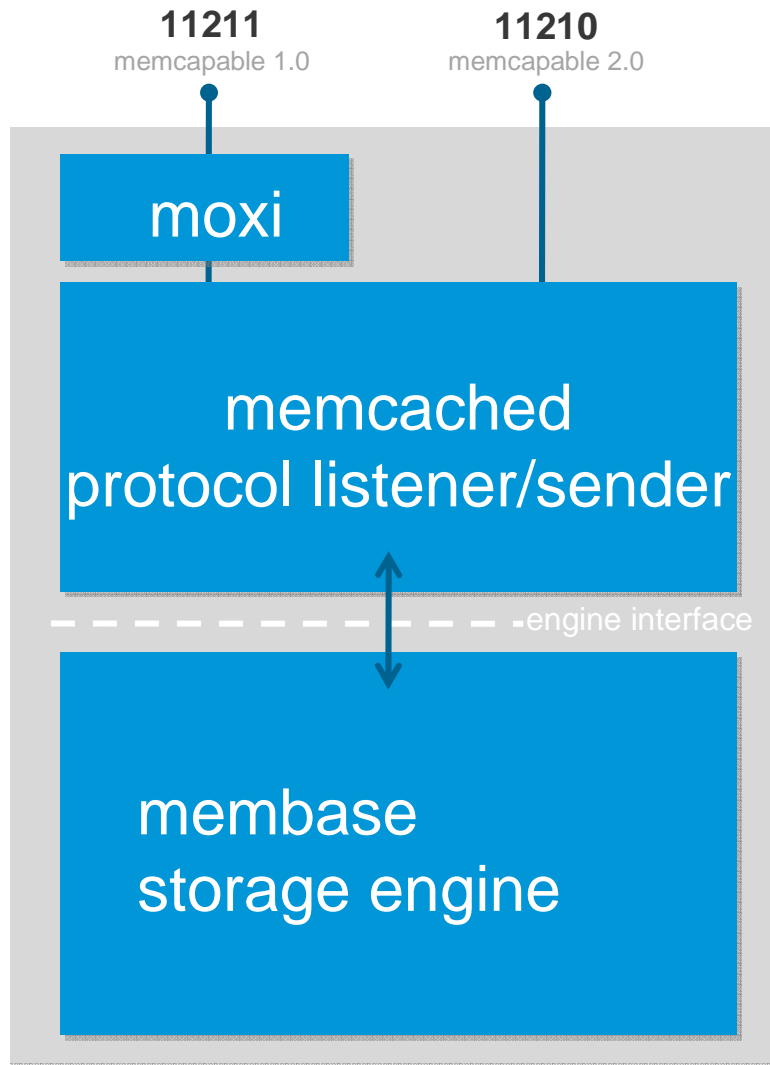 11211
memcapable 1.0
11210
memcapable 2.0
moxi
memcached
protocol listener/sender
engine interface
membase
storage engine